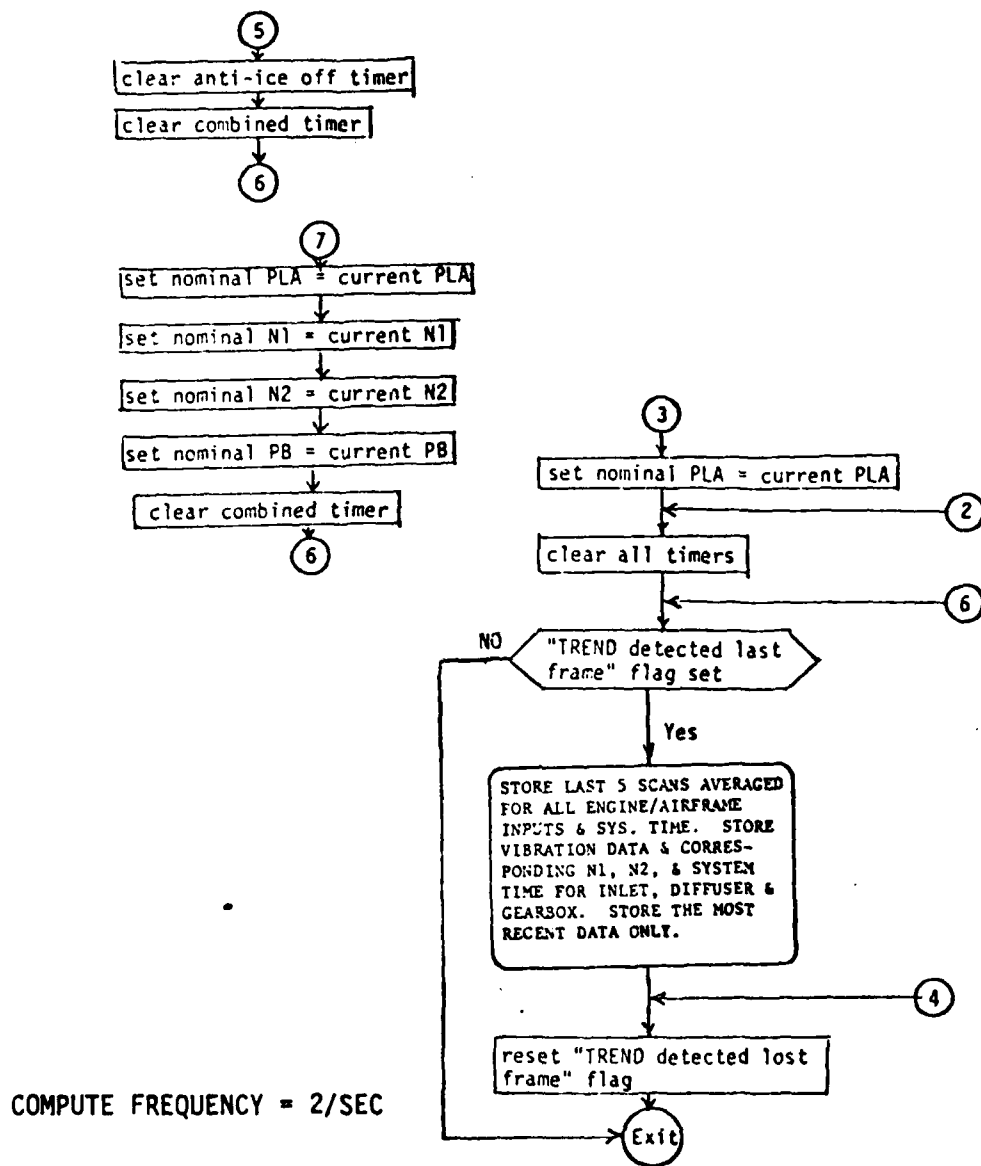 5
clear anti-ice off timer
clear combined timer
6
7
set nominal PLA = current PLA
set nominal N1 = current N1
set nominal N2 = current N2
set nominal PB = current PB
clear combined timer
6
3
set nominal PLA = current PLA
2
clear all timers
6
NO
"TREND detected last
frame" flag set
Yes
STORE LAST 5 SCANS AVERAGED
FOR ALL ENGINE/AIRFRAME
INPUTS & SYS. TIME. STORE
VIBRATION DATA & CORRES-
PONDING N1, N2, & SYSTEM
TIME FOR INLET, DIFFUSER &
GEARBOX. STORE THE MOST
RECENT DATA ONLY.
4
reset "TREND detected lost
frame" flag
COMPUTE FREQUENCY = 2/SEC
Exit